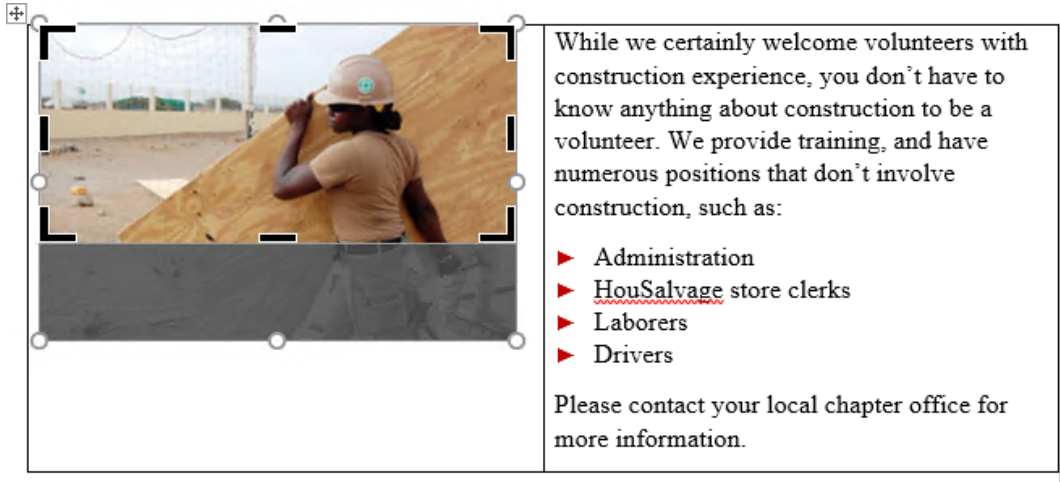 While we certainly welcome volunteers with
construction experience, you don’t have to
know anything about construction to be a
volunteer. We provide training, and have
numerous positions that don’t involve
construction, such as:
► Administration
► HouSalvage store clerks
► Laborers
► Drivers
Please contact your local chapter office for
more information.